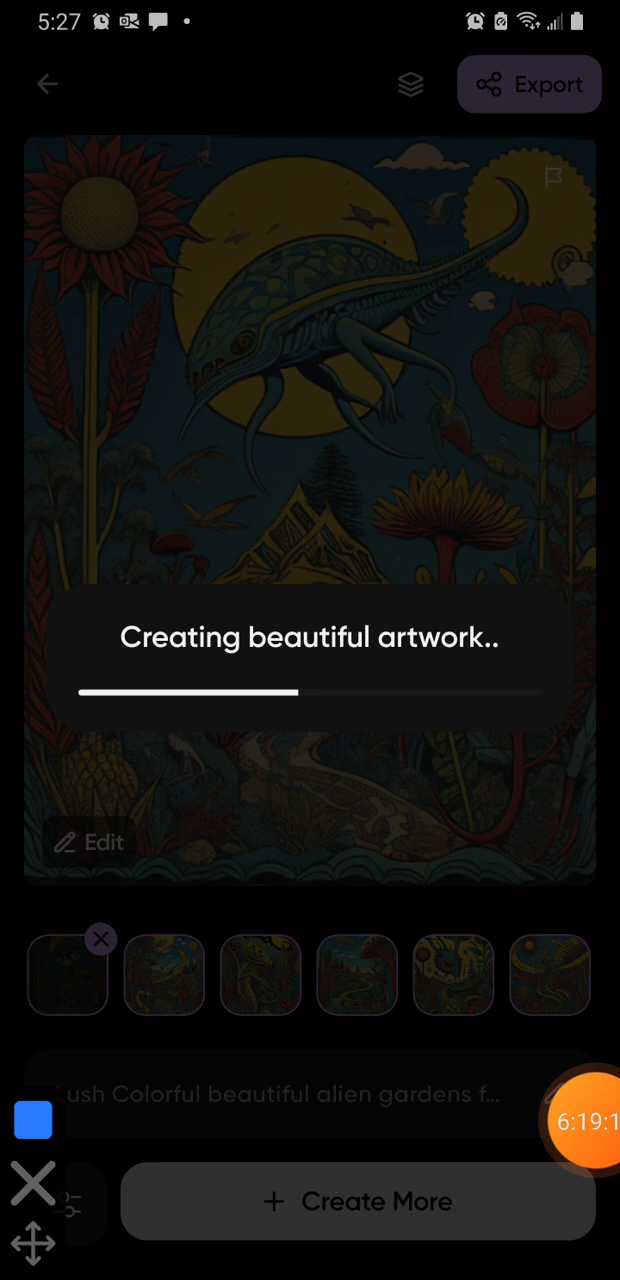 5:27
Export
Creating beautiful artwork..
Edit
Lush Colorful beautiful alien gardens f...
6:19:1
+ Create More